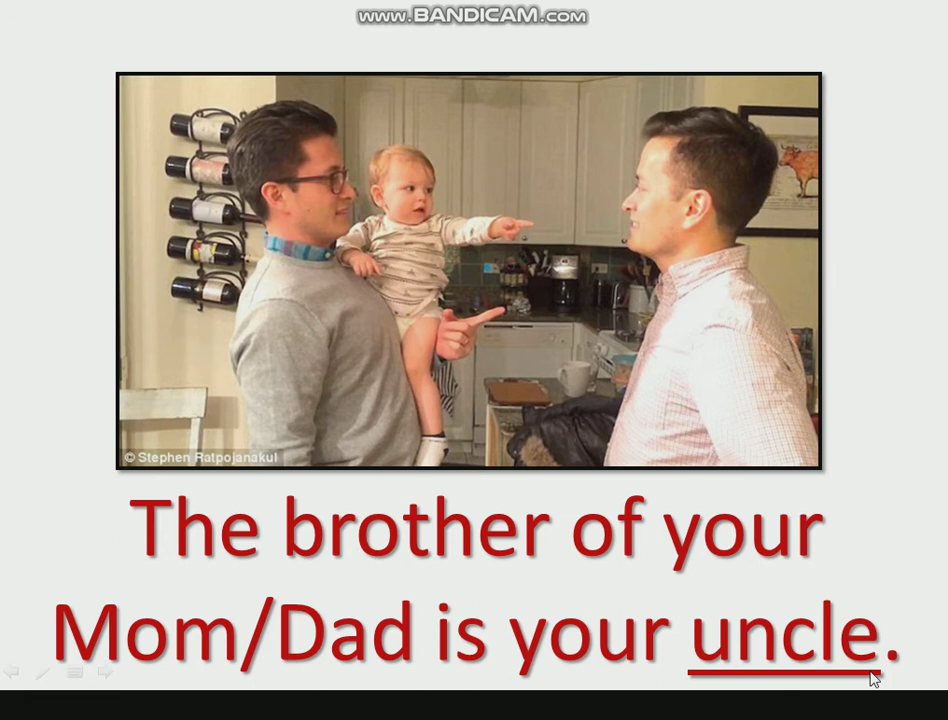 www.BANDICAM.com
© Stephen Ratpojanakul
The brother of your
Mom/Dad is your uncle.